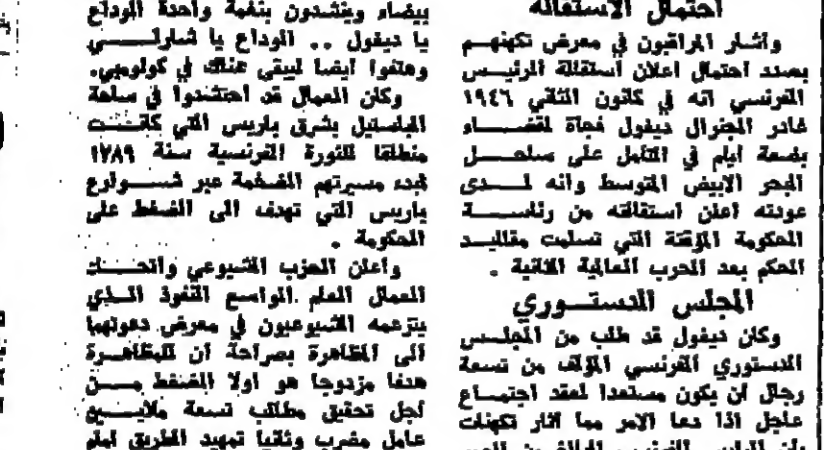 احتمال الاستقالة
وأشار المراقبون في معرض تكهنهم
بصدد احتمال اعلان استقالة الرئيس
الفرنسي انه في كانون الثاني ١٩٤٦
غادر الجنرال ديغول فجأة لقضاء
بضعة ايام في التأمل على ساحل
البحر الابيض المتوسط وانه لدى
عودته اعلن استقالته من رئاسة
الحكومة المؤقتة التي تسلمت مقاليد
الحكم بعد الحرب العالمية الثانية .
المجلس الدستوري
وكان ديغول قد طلب من المجلس
الدستوري الفرنسي المؤلف من تسعة
رجال ان يكون مستعدا لعقد اجتماع
عاجل اذا دعا الامر مما اثار تكهنات
بيضاء وينشدون بنغمة واحدة الوداع
يا ديغول .. الوداع يا شارل
وهتفوا ايضا ليبقى هناك في كولومبي.
وكان العمال قد احتشدوا في ساحة
الباستيل بشرق باريس التي كانت
منطلقا للثورة الفرنسية سنة ١٧٨٩
لبدء مسيرتهم الضخمة عبر شوارع
باريس التي تهدف الى الضغط على
الحكومة .
وأعلن الحزب الشيوعي واتحاد
العمال العام الواسع النفوذ الذي
يتزعمه الشيوعيون في معرض دعوتهما
الى المظاهرة بصراحة أن للمظاهرة
هدفا مزدوجا هو اولا الضغط من
اجل تحقيق مطالب تسعة ملايين
عامل مضرب وثانيا تمهيد الطريق امام